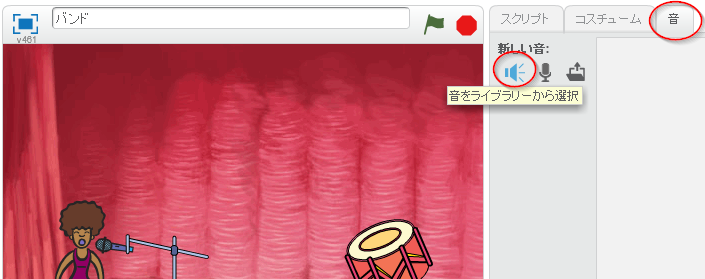 バンド
v461
スクリプト
コスチューム
音
新しい音:
音をライブラリーから選択